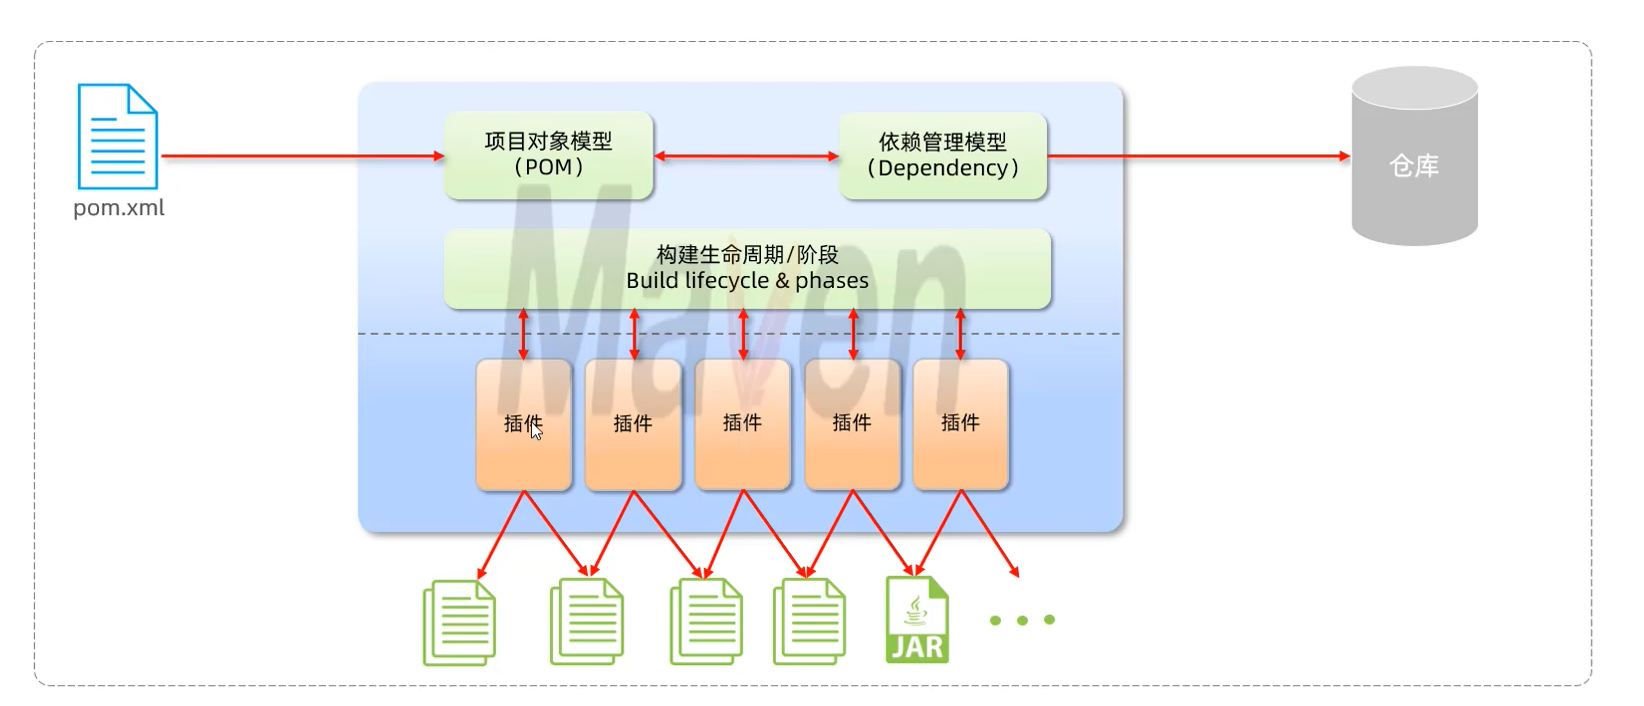 项目对象模型
（POM）
依赖管理模型
（Dependency）
仓库
pom.xml
构建生命周期/阶段
Build lifecycle & phases
Maven
插件
插件
插件
插件
插件
JAR